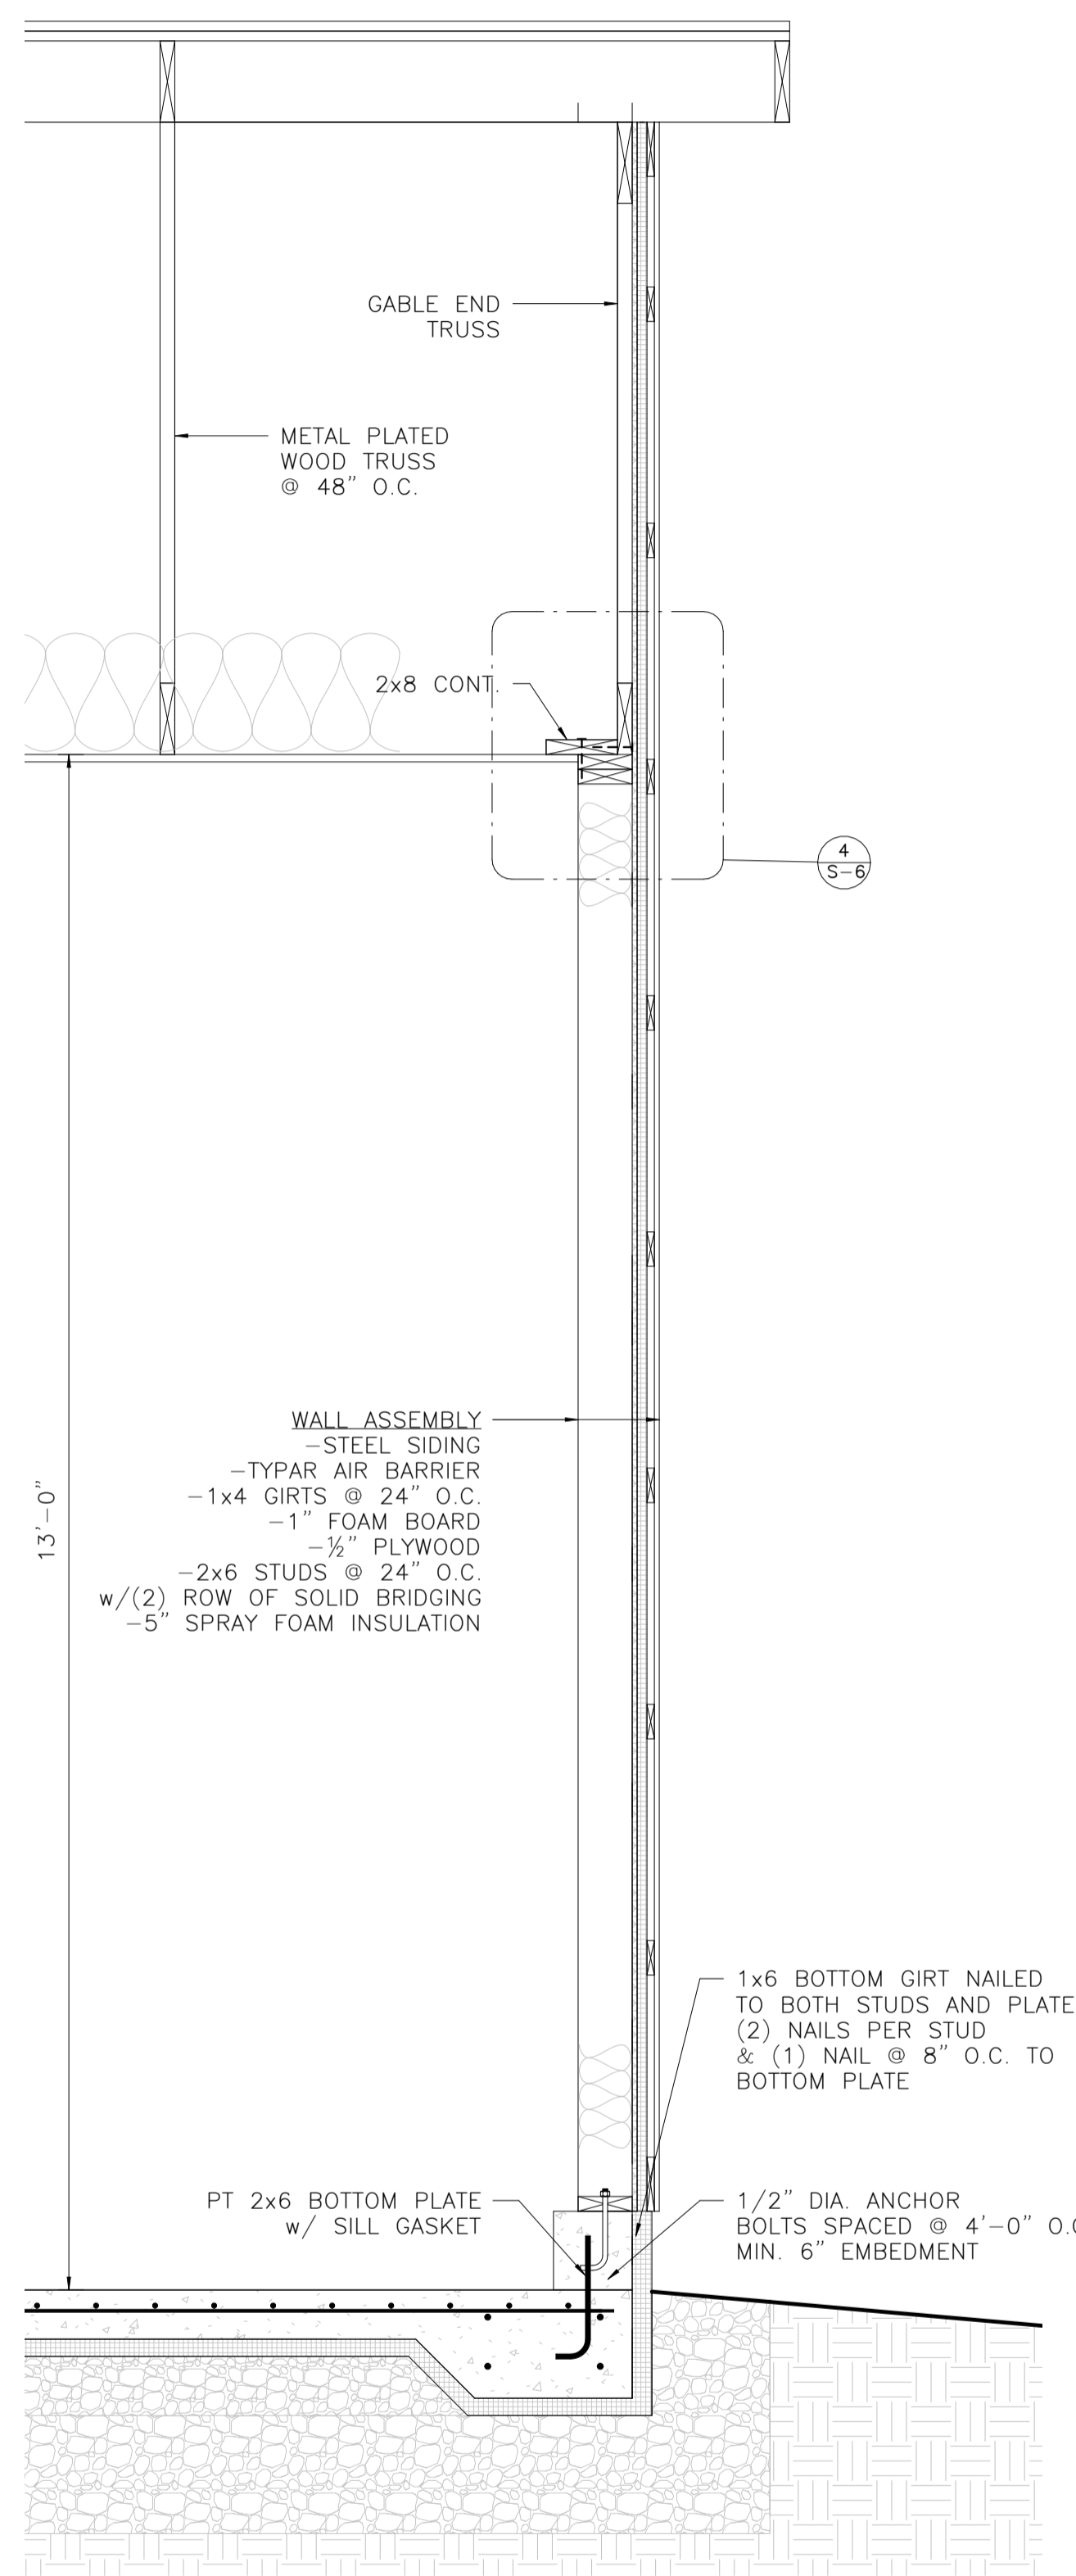 GABLE END
TRUSS
METAL PLATED
WOOD TRUSS
@ 48" O.C.
2x8 CONT.
4
S-6
WALL ASSEMBLY
-STEEL SIDING
-TYPAR AIR BARRIER
-1x4 GIRTS @ 24" O.C.
-1" FOAM BOARD
-½" PLYWOOD
-2x6 STUDS @ 24" O.C.
w/(2) ROW OF SOLID BRIDGING
-5" SPRAY FOAM INSULATION
13'-0"
1x6 BOTTOM GIRT NAILED
TO BOTH STUDS AND PLATE
(2) NAILS PER STUD
& (1) NAIL @ 8" O.C. TO
BOTTOM PLATE
PT 2x6 BOTTOM PLATE
w/ SILL GASKET
1/2" DIA. ANCHOR
BOLTS SPACED @ 4'-0" O.
MIN. 6" EMBEDMENT